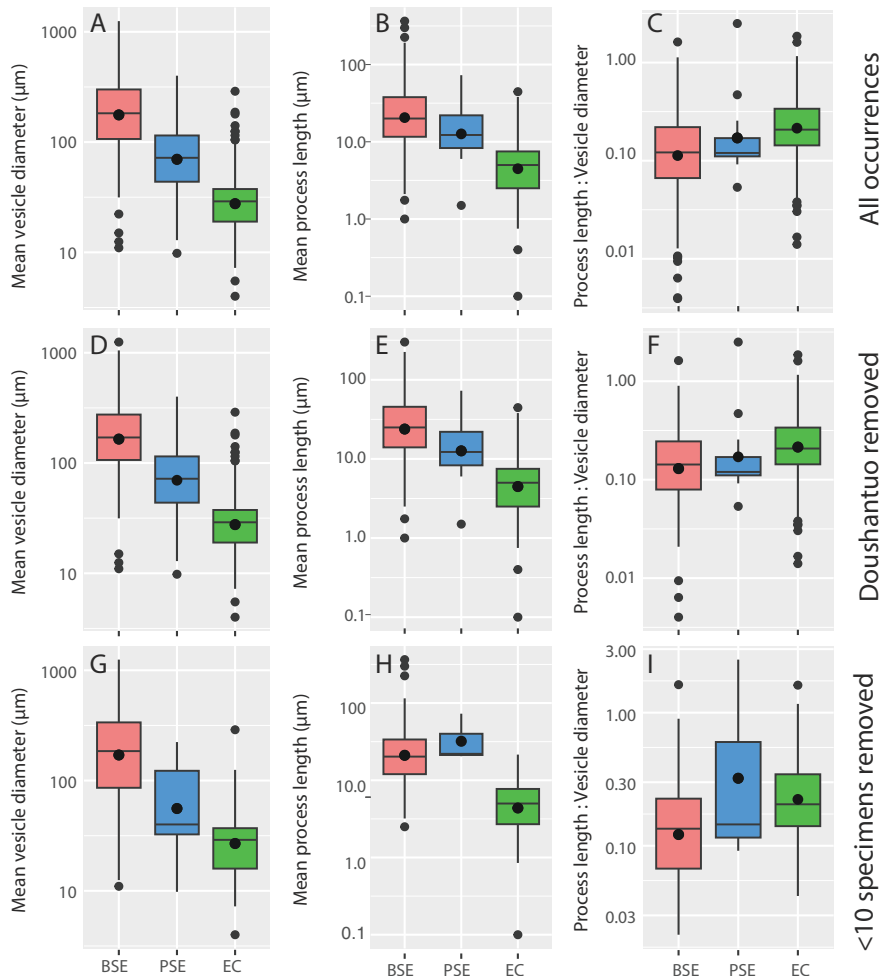 A
Mean vesicle diameter (μm)
1000
100
10
B
Mean process length (μm)
100
10.0
1.0
0.1
C
Process length : Vesicle diameter
1.00
0.10
0.01
All occurrences
D
Mean vesicle diameter (μm)
1000
100
10
E
Mean process length (μm)
100
10.0
1.0
0.1
F
Process length : Vesicle diameter
1.00
0.10
0.01
Doushantuo removed
G
Mean vesicle diameter (μm)
1000
100
10
BSE PSE EC
H
Mean process length (μm)
100
10.0
1.0
0.1
BSE PSE EC
I
Process length : Vesicle diameter
3.00
1.00
0.30
0.10
0.03
BSE PSE EC
<10 specimens removed